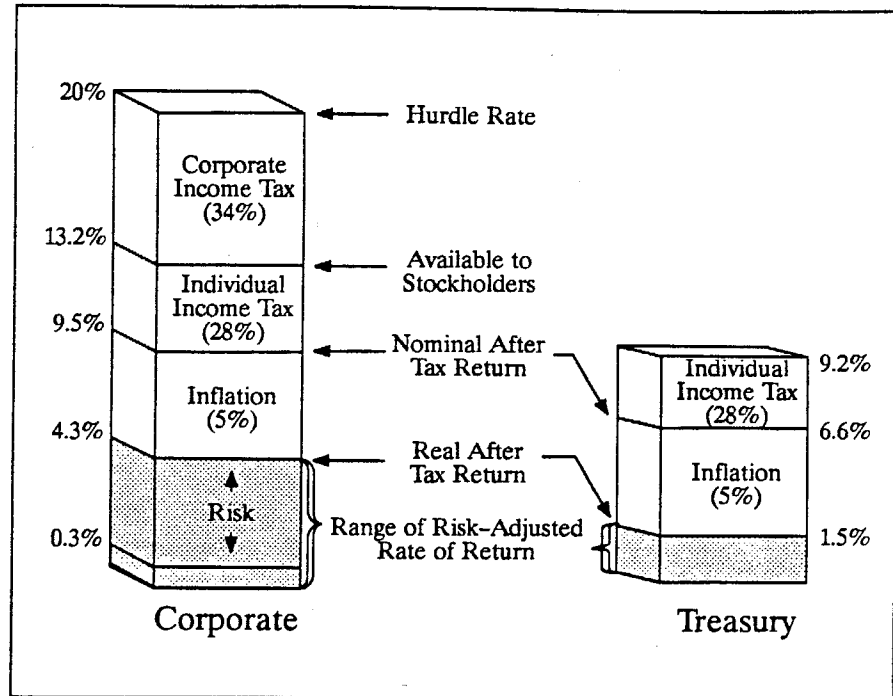 20%
Hurdle Rate
Corporate
Income Tax
(34%)
13.2%
Available to
Stockholders
Individual
Income Tax
(28%)
9.5%
Nominal After
Tax Return
Inflation
(5%)
4.3%
Real After
Tax Return
Risk
Range of Risk-Adjusted
Rate of Return
0.3%
Corporate
9.2%
Individual
Income Tax
(28%)
6.6%
Inflation
(5%)
1.5%
Treasury